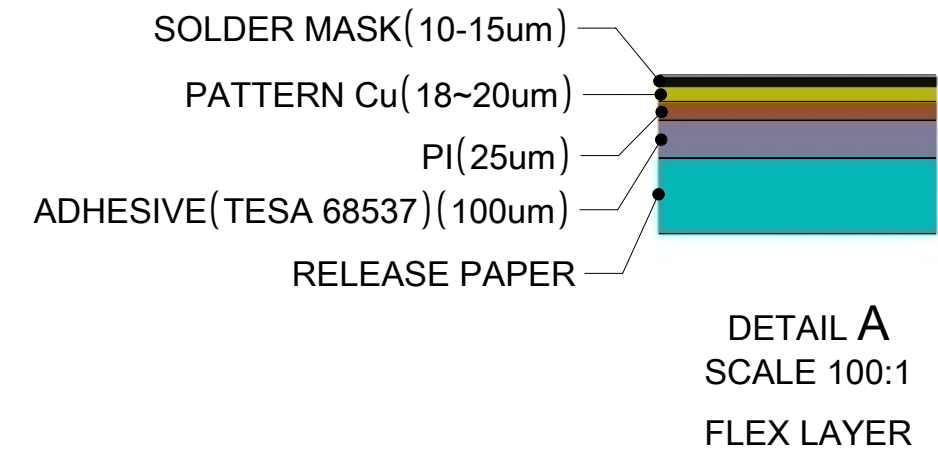 SOLDER MASK(10-15um)
PATTERN Cu(18~20um)
PI(25um)
ADHESIVE(TESA 68537)(100um)
RELEASE PAPER
DETAIL A
SCALE 100:1
FLEX LAYER